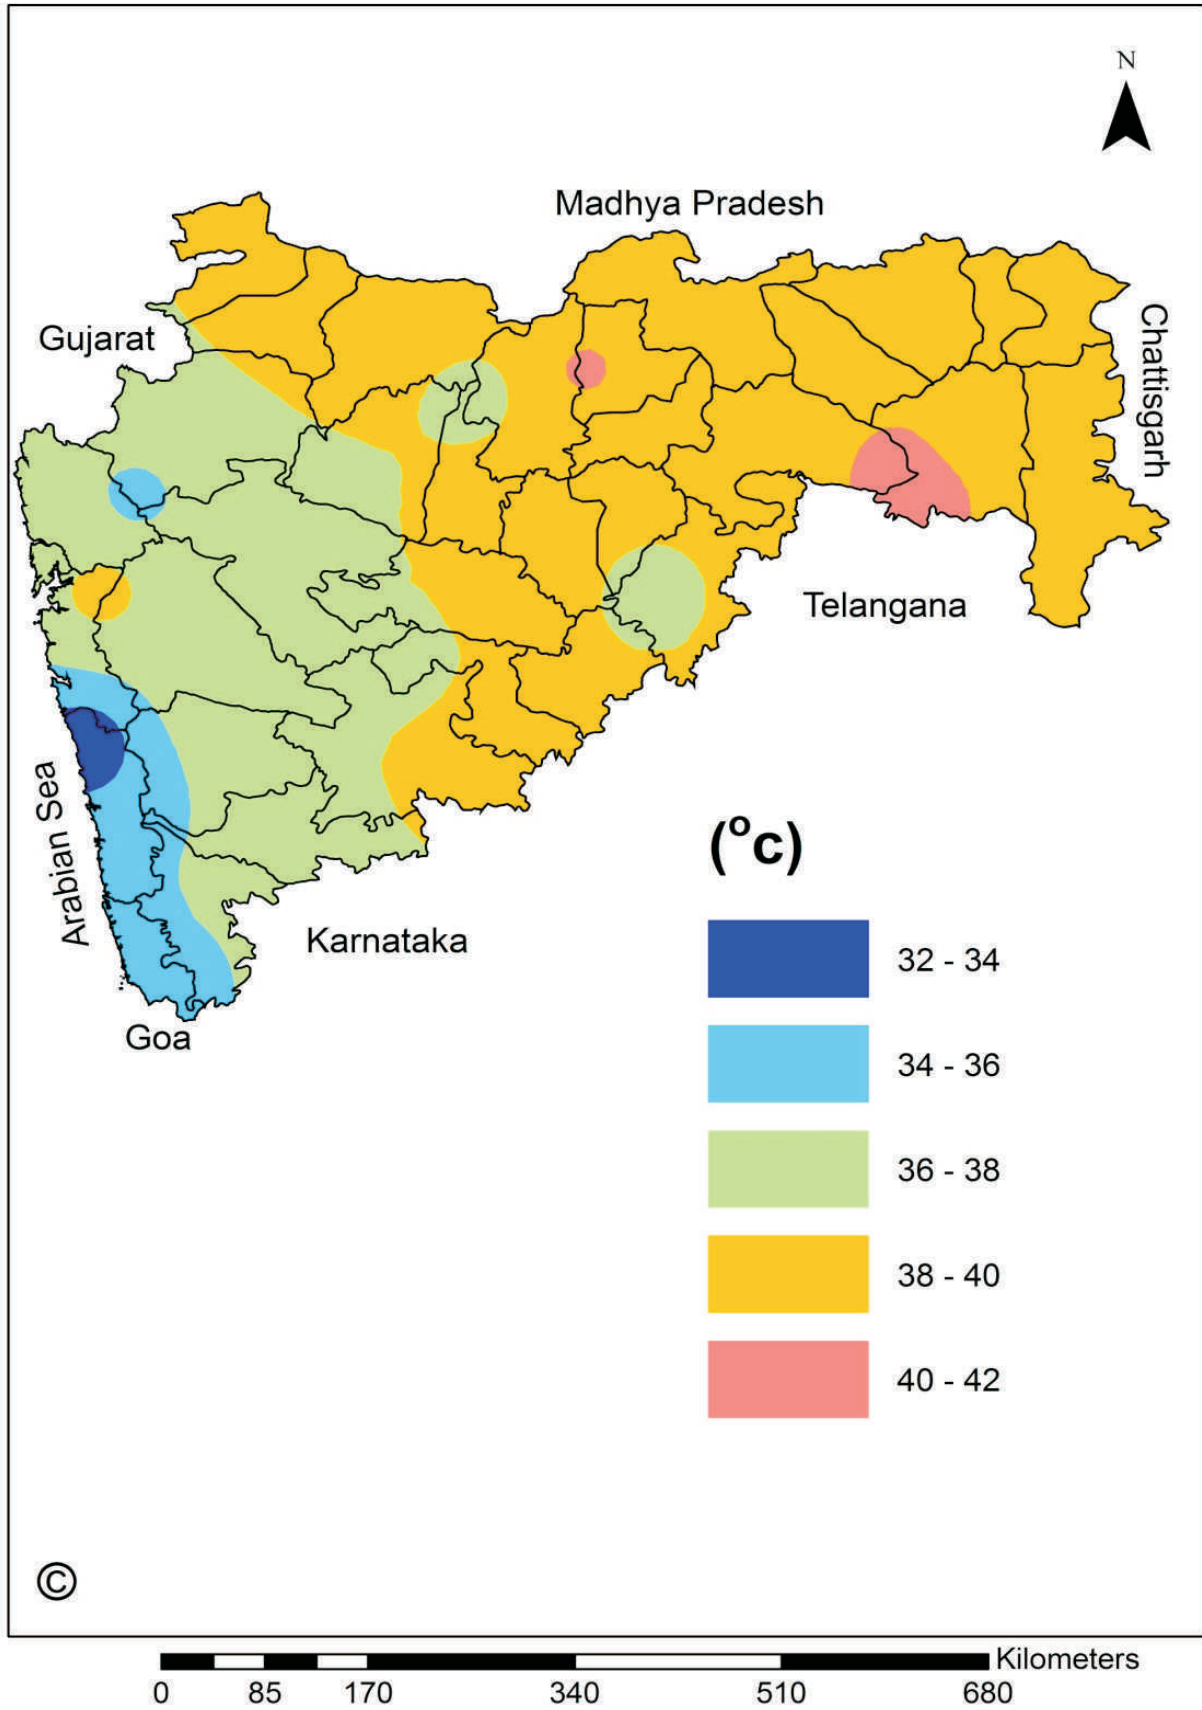 N
Madhya Pradesh
Gujarat
Chattisgarh
Telangana
Arabian Sea
Karnataka
Goa
(°c)
32 - 34
34 - 36
36 - 38
38 - 40
40 - 42
©
Kilometers
0 85 170 340 510 680